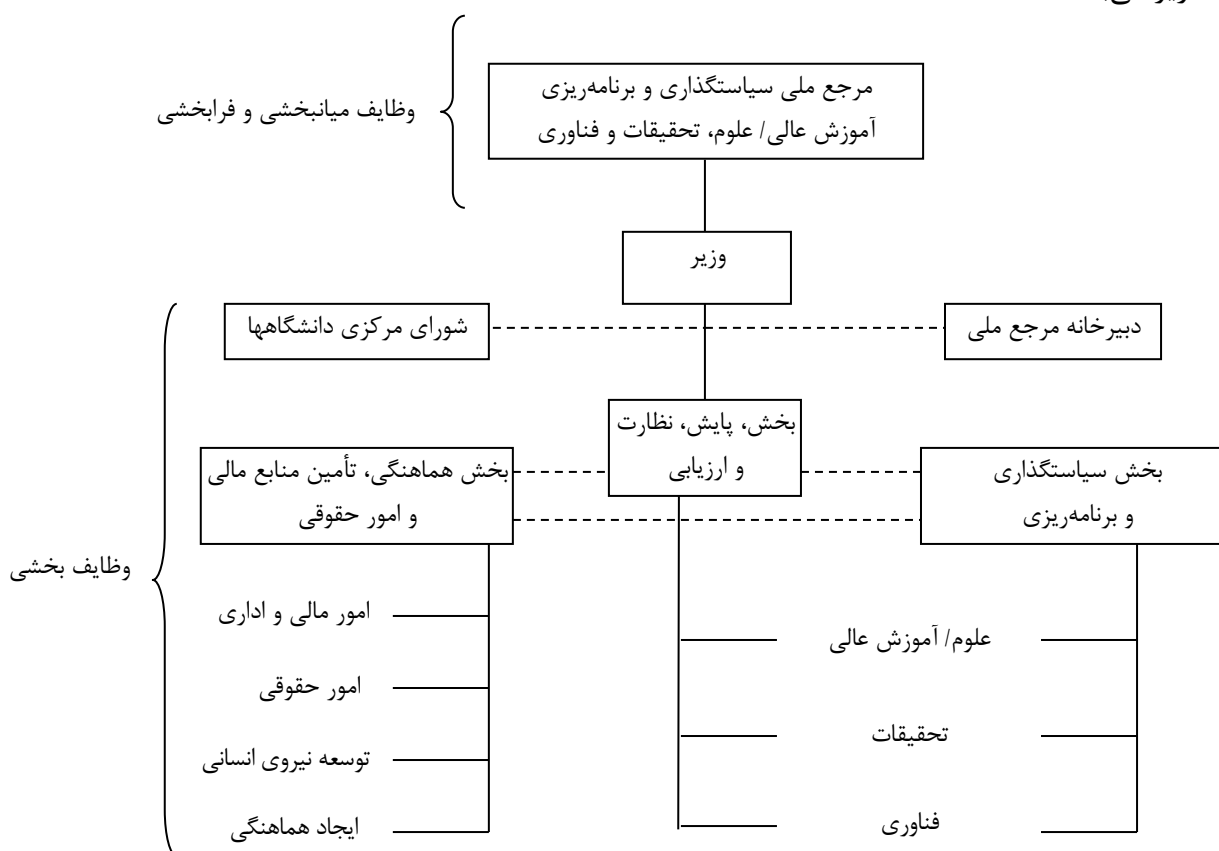 مرجع ملی سیاستگذاری و برنامه‌ریزی
آموزش عالی/ علوم، تحقیقات و فناوری
وظایف میانبخشی و فرابخشی
وزیر
دبیرخانه مرجع ملی
شورای مرکزی دانشگاهها
بخش، پایش، نظارت
و ارزیابی
بخش سیاستگذاری
و برنامه‌ریزی
بخش هماهنگی، تأمین منابع مالی
و امور حقوقی
وظایف بخشی
علوم/ آموزش عالی
تحقیقات
فناوری
امور مالی و اداری
امور حقوقی
توسعه نیروی انسانی
ایجاد هماهنگی